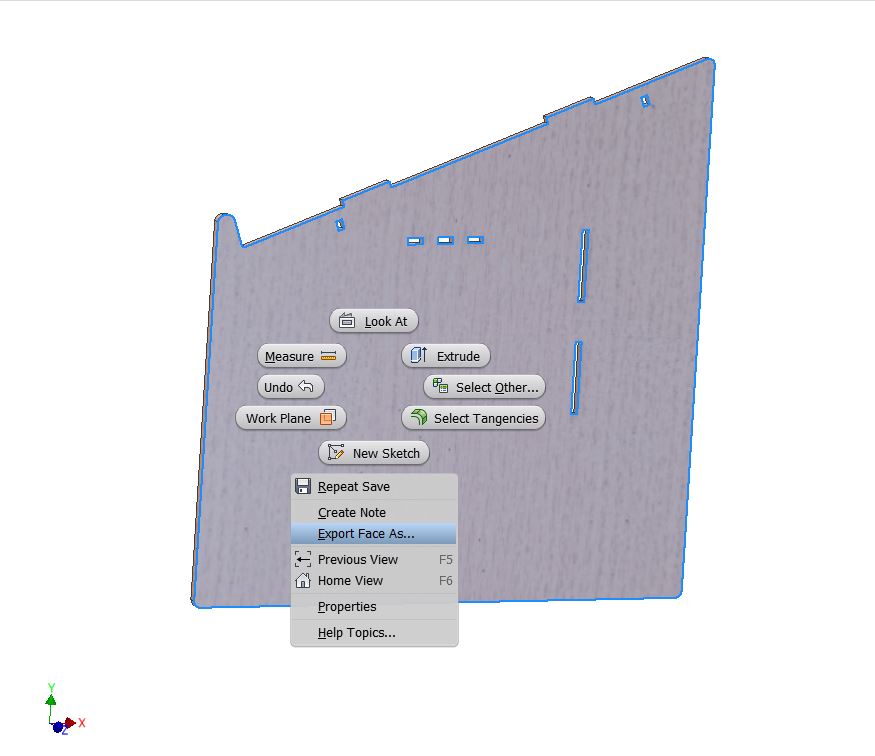 Look At
Measure
Extrude
Undo
Select Other...
Work Plane
Select Tangencies
New Sketch
Repeat Save
Create Note
Export Face As...
Previous View F5
Home View F6
Properties
Help Topics...
Y
X
Z